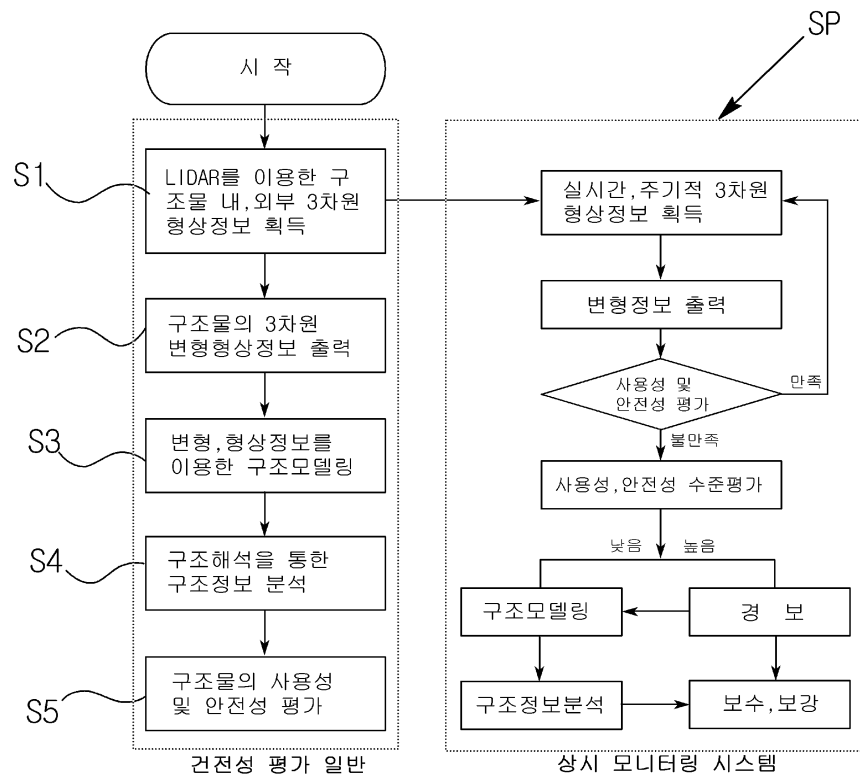 SP
시 작
S1
LIDAR를 이용한 구
조물 내,외부 3차원
형상정보 획득
S2
구조물의 3차원
변형형상정보 출력
S3
변형,형상정보를
이용한 구조모델링
S4
구조해석을 통한
구조정보 분석
S5
구조물의 사용성
및 안전성 평가
건전성 평가 일반
실시간,주기적 3차원
형상정보 획득
변형정보 출력
사용성 및
안전성 평가
만족
불만족
사용성,안전성 수준평가
낮음 높음
구조모델링
경 보
구조정보분석
보수,보강
상시 모니터링 시스템